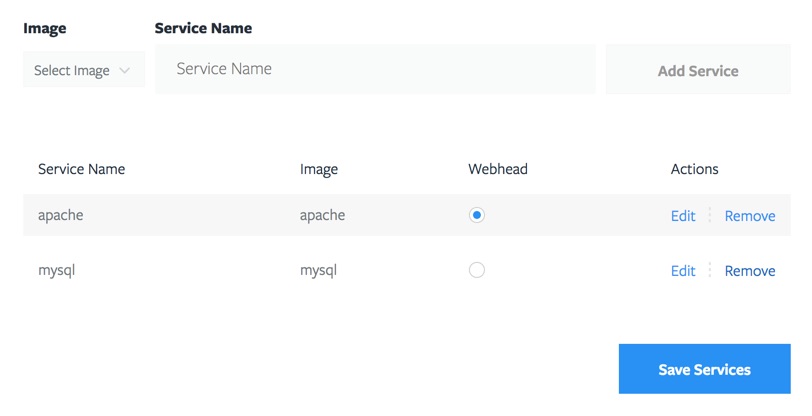 Image Service Name
Select Image Service Name Add Service
Service Name Image Webhead Actions
apache apache Edit Remove
mysql mysql Edit Remove
Save Services